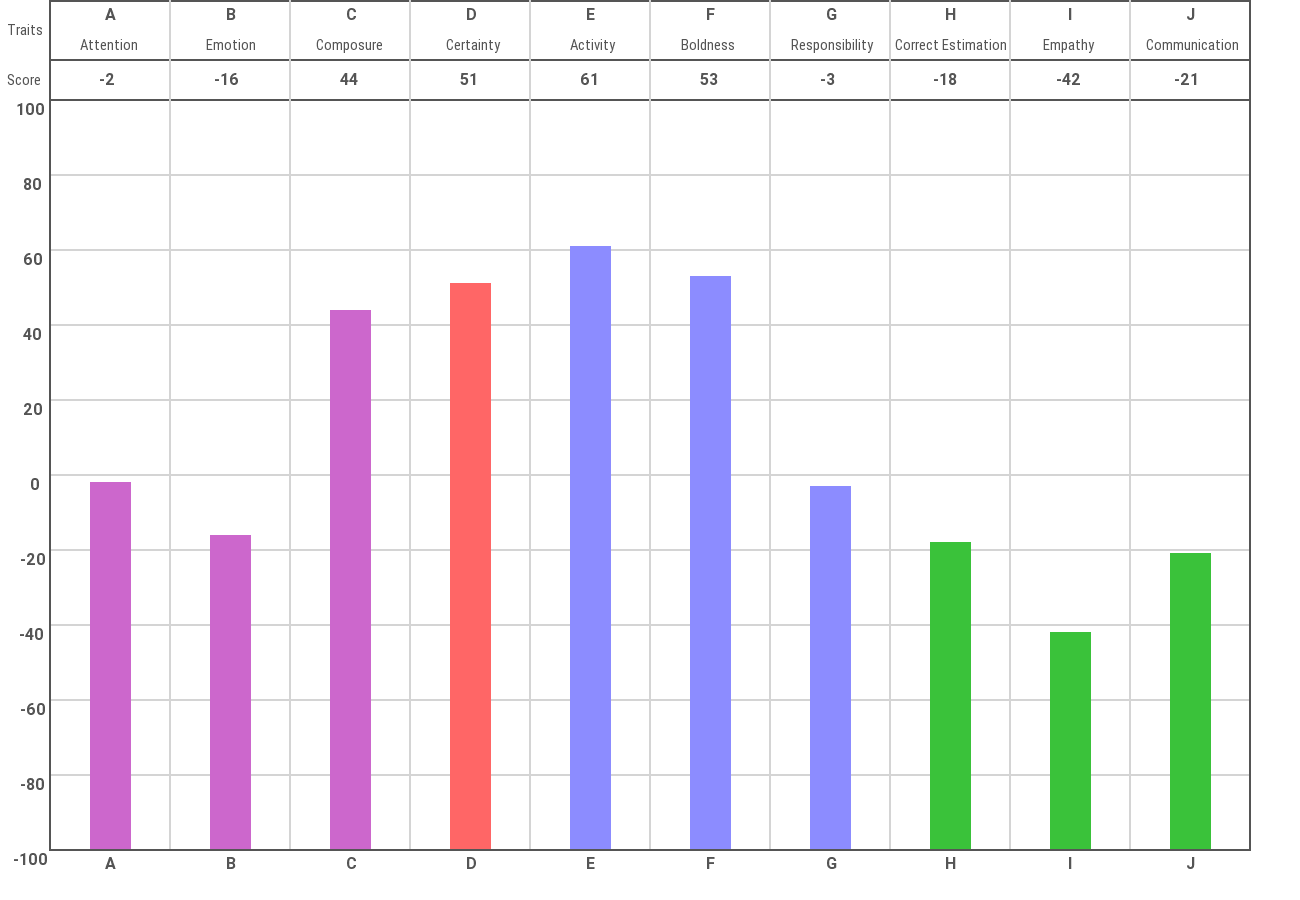 Traits A B C D E F G H I J
Attention Emotion Composure Certainty Activity Boldness Responsibility Correct Estimation Empathy Communication
Score -2 -16 44 51 61 53 -3 -18 -42 -21
100
80
60
40
20
0
-20
-40
-60
-80
-100
A B C D E F G H I J